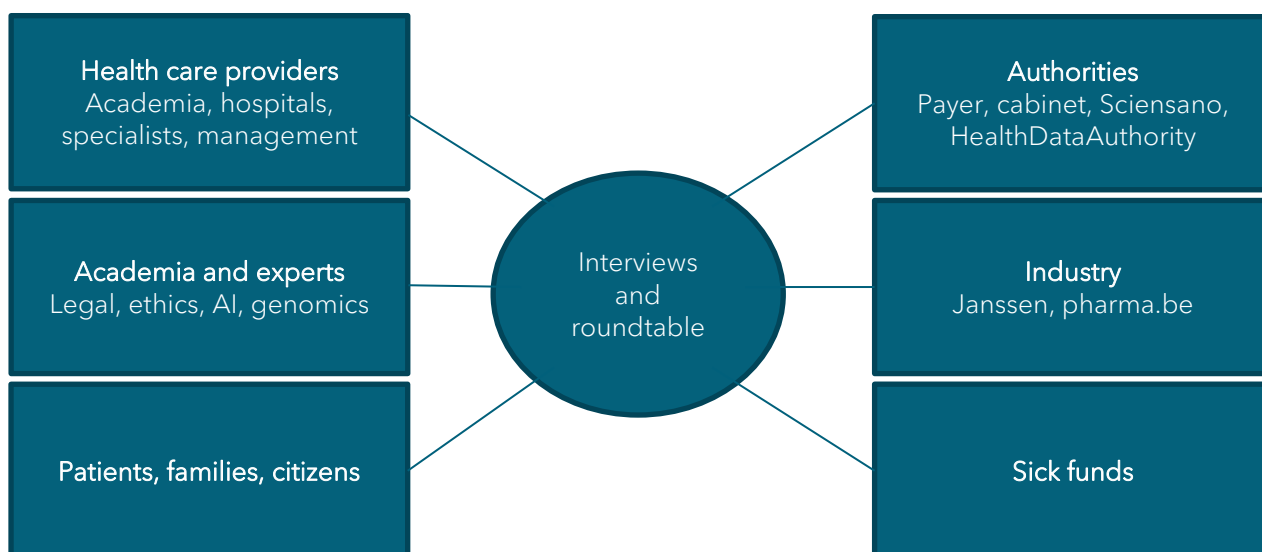 Health care providers
Academia, hospitals,
specialists, management
Academia and experts
Legal, ethics, AI, genomics
Patients, families, citizens
Interviews
and
roundtable
Authorities
Payer, cabinet, Sciensano,
HealthDataAuthority
Industry
Janssen, pharma.be
Sick funds